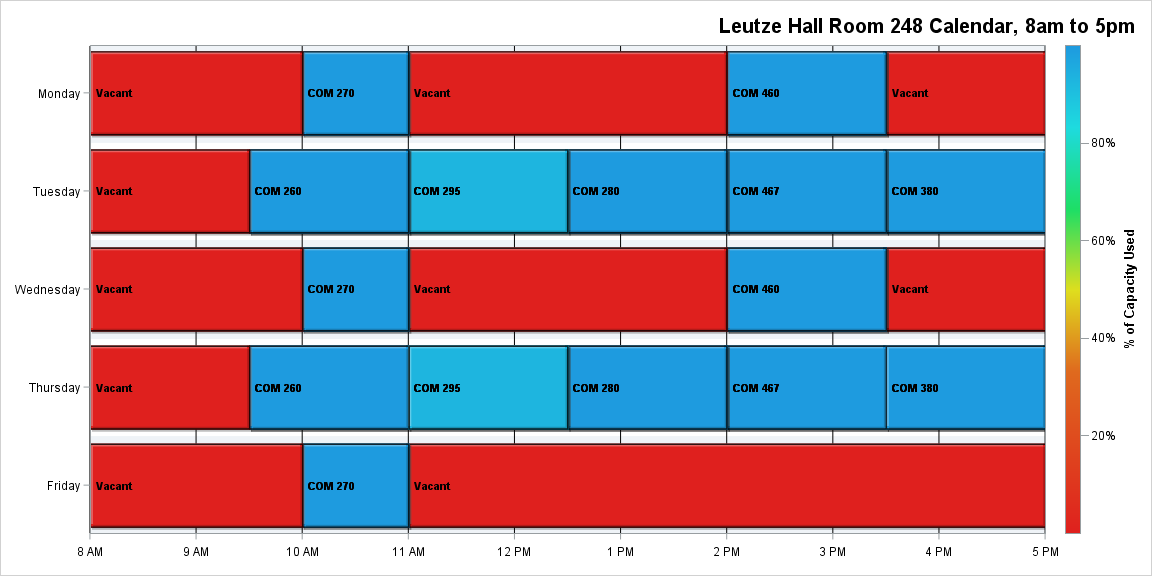 Leutze Hall Room 248 Calendar, 8am to 5pm
Monday
Vacant
COM 270
Vacant
COM 460
Vacant
Tuesday
Vacant
COM 260
COM 295
COM 280
COM 467
COM 380
Wednesday
Vacant
COM 270
Vacant
COM 460
Vacant
Thursday
Vacant
COM 260
COM 295
COM 280
COM 467
COM 380
Friday
Vacant
COM 270
Vacant
8 AM
9 AM
10 AM
11 AM
12 PM
1 PM
2 PM
3 PM
4 PM
5 PM
80%
60%
40%
20%
% of Capacity Used